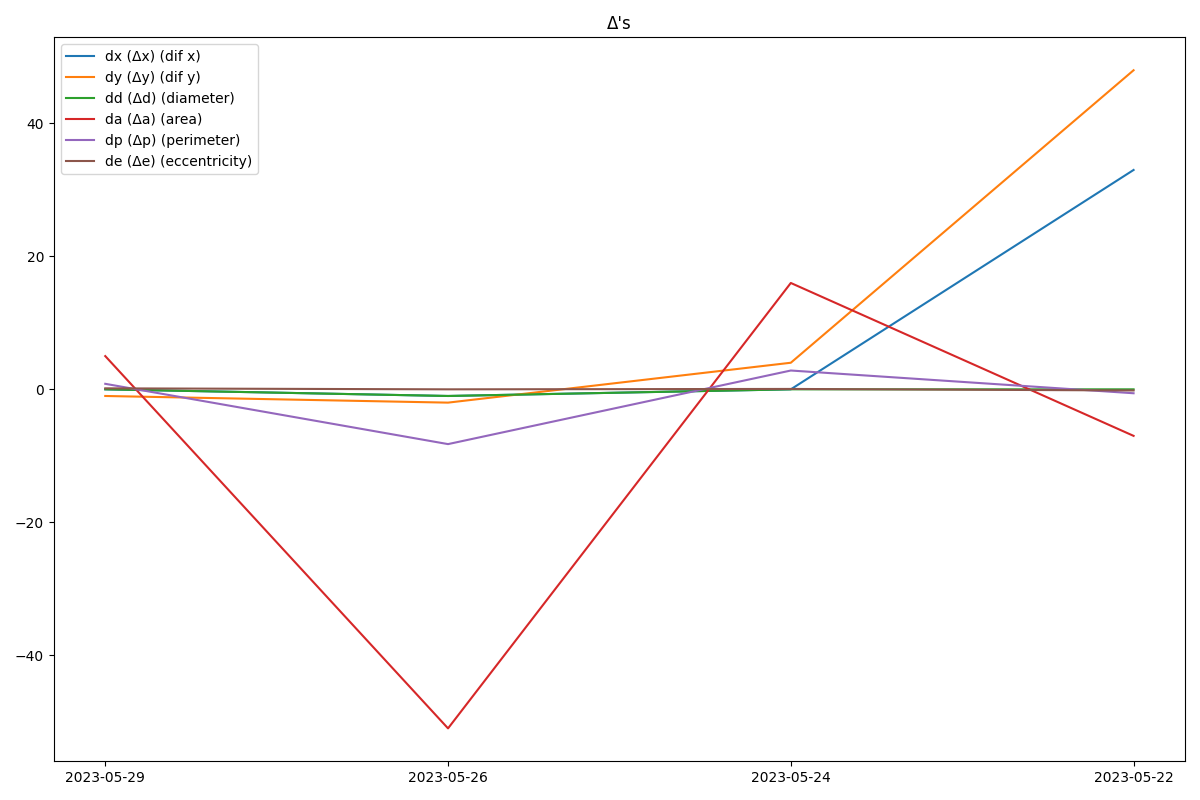 Δ's
dx (Δx) (dif x)
dy (Δy) (dif y)
dd (Δd) (diameter)
da (Δa) (area)
dp (Δp) (perimeter)
de (Δe) (eccentricity)
40
20
0
−20
−40
2023-05-29 2023-05-26 2023-05-24 2023-05-22